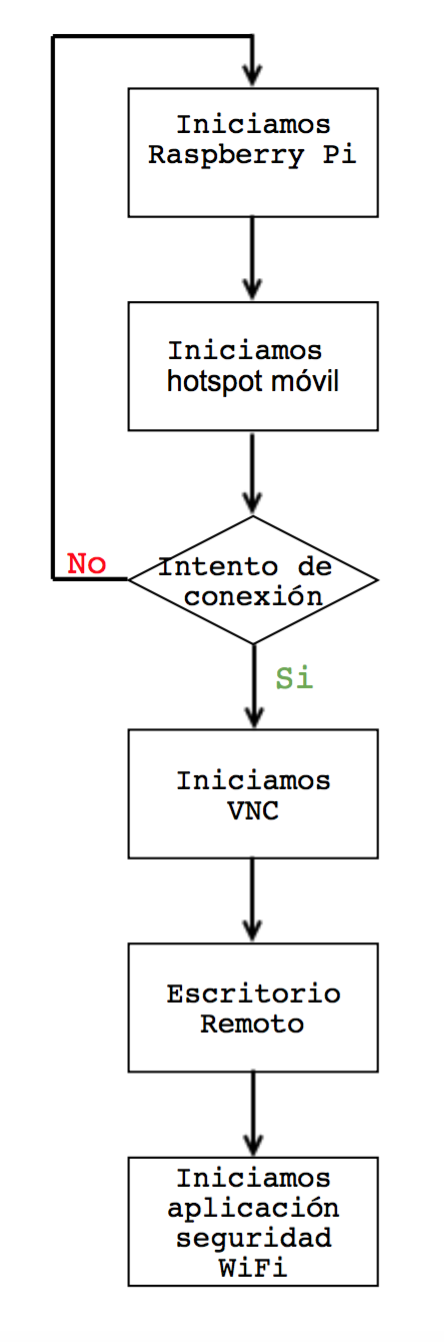 Iniciamos
Raspberry Pi
Iniciamos
hotspot móvil
No
Intento de
conexión
Si
Iniciamos
VNC
Escritorio
Remoto
Iniciamos
aplicación
seguridad
WiFi